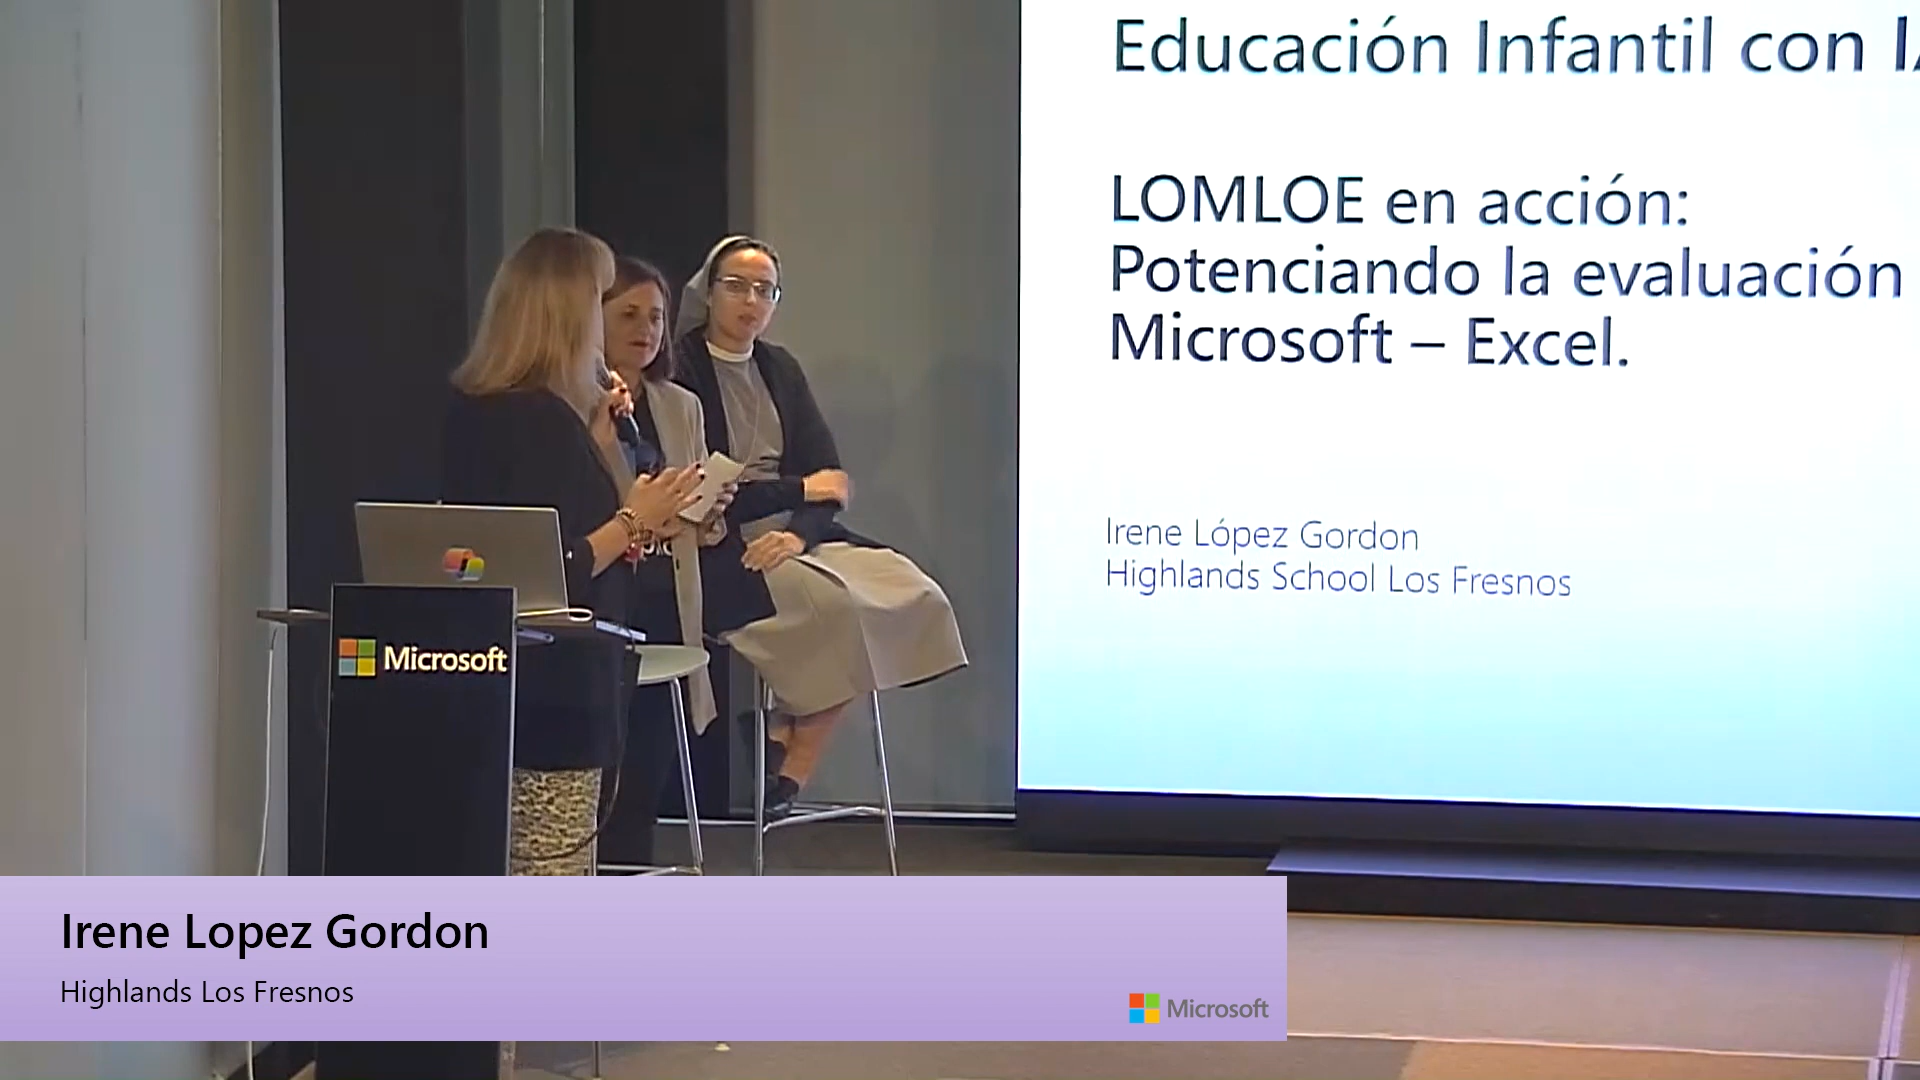 Educación Infantil con
LOMLOE en acción:
Potenciando la evaluación
Microsoft – Excel.
Irene López Gordon
Highlands School Los Fresnos
Microsoft
Irene Lopez Gordon
Highlands Los Fresnos
Microsoft